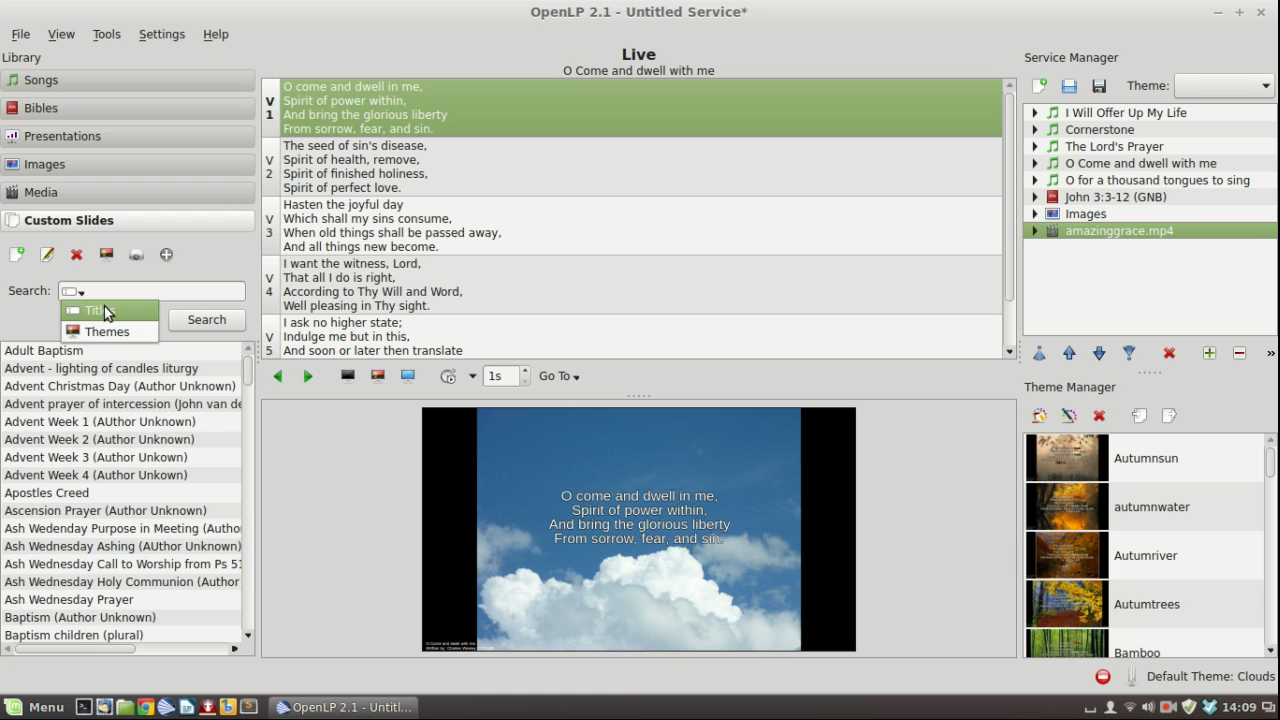 OpenLP 2.1 - Untitled Service*
File View Tools Settings Help
Library
Songs
Bibles
Presentations
Images
Media
Custom Slides
Search:
Titles
Themes
Search
Adult Baptism
Advent - lighting of candles liturgy
Advent Christmas Day (Author Unknown)
Advent prayer of intercession (John van de
Advent Week 1 (AUthor Unknown)
Advent Week 2 (Author Unkown)
Advent Week 3 (Author Unkown)
Advent Week 4 (Author Unkown)
Apostles Creed
Ascension Prayer (Author Unknown)
Ash Wedenday Purpose in Meeting (Autho
Ash Wednesday Ashing (AUthor Unknown)
Ash Wednesday Call to Worship from Ps 51
Ash Wednesday Holy Communion (Author
Ash Wednesday Prayer
Baptism (Author Unknown)
Baptism children (plural)
Live
O Come and dwell with me
V 1
O come and dwell in me,
Spirit of power within,
And bring the glorious liberty
From sorrow, fear, and sin.
V 2
The seed of sin's disease,
Spirit of health, remove,
Spirit of finished holiness,
Spirit of perfect love.
V 3
Hasten the joyful day
Which shall my sins consume,
When old things shall be passed away,
And all things new become.
V 4
I want the witness, Lord,
That all I do is right,
According to Thy Will and Word,
Well pleasing in Thy sight.
V 5
I ask no higher state;
Indulge me but in this,
And soon or later then translate
1s Go To
O come and dwell in me,
Spirit of power within,
And bring the glorious liberty
From sorrow, fear, and sin.
O Come and dwell with me
Written by: Charles Wesley
Service Manager
Theme:
I Will Offer Up My Life
Cornerstone
The Lord's Prayer
O Come and dwell with me
O for a thousand tongues to sing
John 3:3-12 (GNB)
Images
amazinggrace.mp4
»
Theme Manager
Autumnsun
autumnwater
Autumriver
Autumtrees
Bamboo
Default Theme: Clouds
Menu
OpenLP 2.1 - Untitl...
14:09